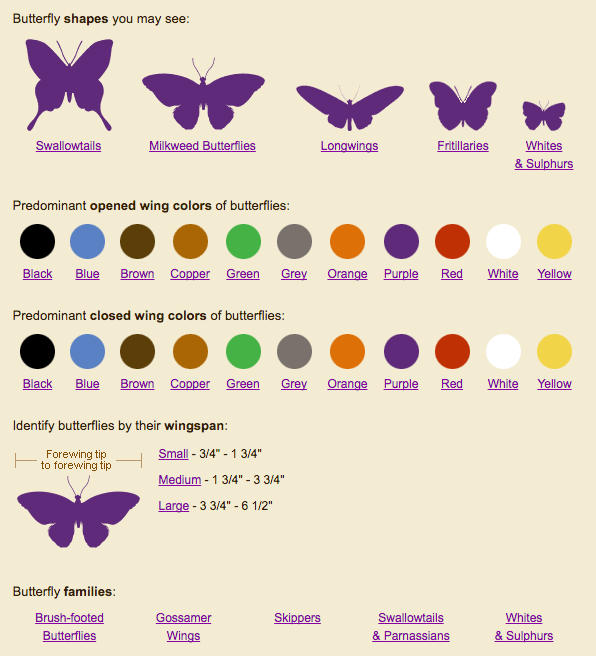 Butterfly shapes you may see:
Swallowtails
Milkweed Butterflies
Longwings
Fritillaries
Whites
& Sulphurs
Predominant opened wing colors of butterflies:
Black Blue Brown Copper Green Grey Orange Purple Red White Yellow
Predominant closed wing colors of butterflies:
Black Blue Brown Copper Green Grey Orange Purple Red White Yellow
Identify butterflies by their wingspan:
Forewing tip
to forewing tip
Small - 3/4" - 1 3/4"
Medium - 1 3/4" - 3 3/4"
Large - 3 3/4" - 6 1/2"
Butterfly families:
Brush-footed
Butterflies
Gossamer
Wings
Skippers
Swallowtails
& Parnassians
Whites
& Sulphurs